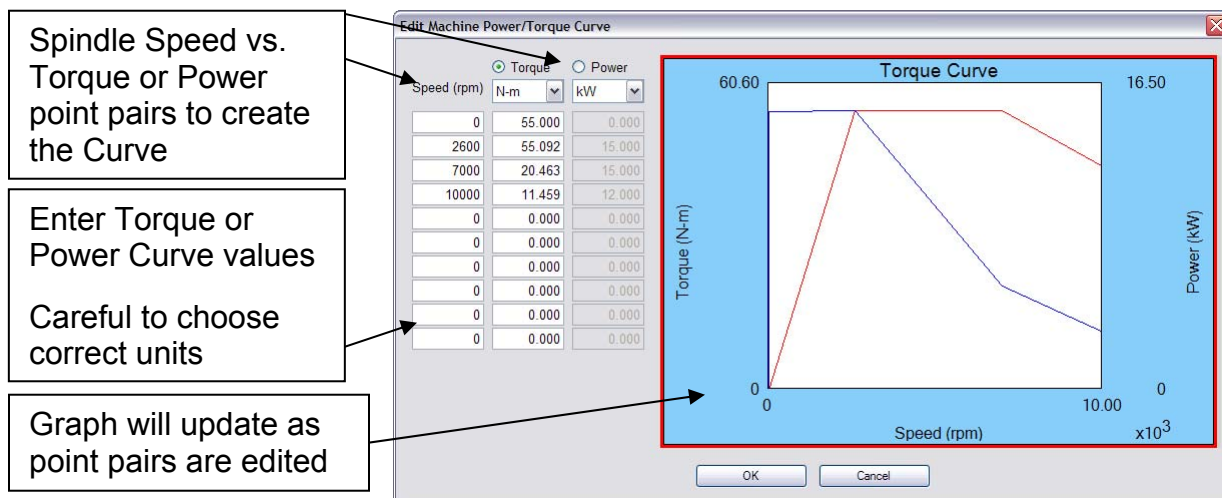 Spindle Speed vs.
Torque or Power
point pairs to create
the Curve
Enter Torque or
Power Curve values
Careful to choose
correct units
Graph will update as
point pairs are edited
Edit Machine Power/Torque Curve
Torque Power
Speed (rpm) N-m kW
0 55.000 0.000
2600 55.092 15.000
7000 20.463 15.000
10000 11.459 12.000
0 0.000 0.000
0 0.000 0.000
0 0.000 0.000
0 0.000 0.000
0 0.000 0.000
0 0.000 0.000
Torque Curve
60.60 16.50
Torque (N-m)
Power (kW)
0 0
0 10.00
Speed (rpm) x10³
OK Cancel